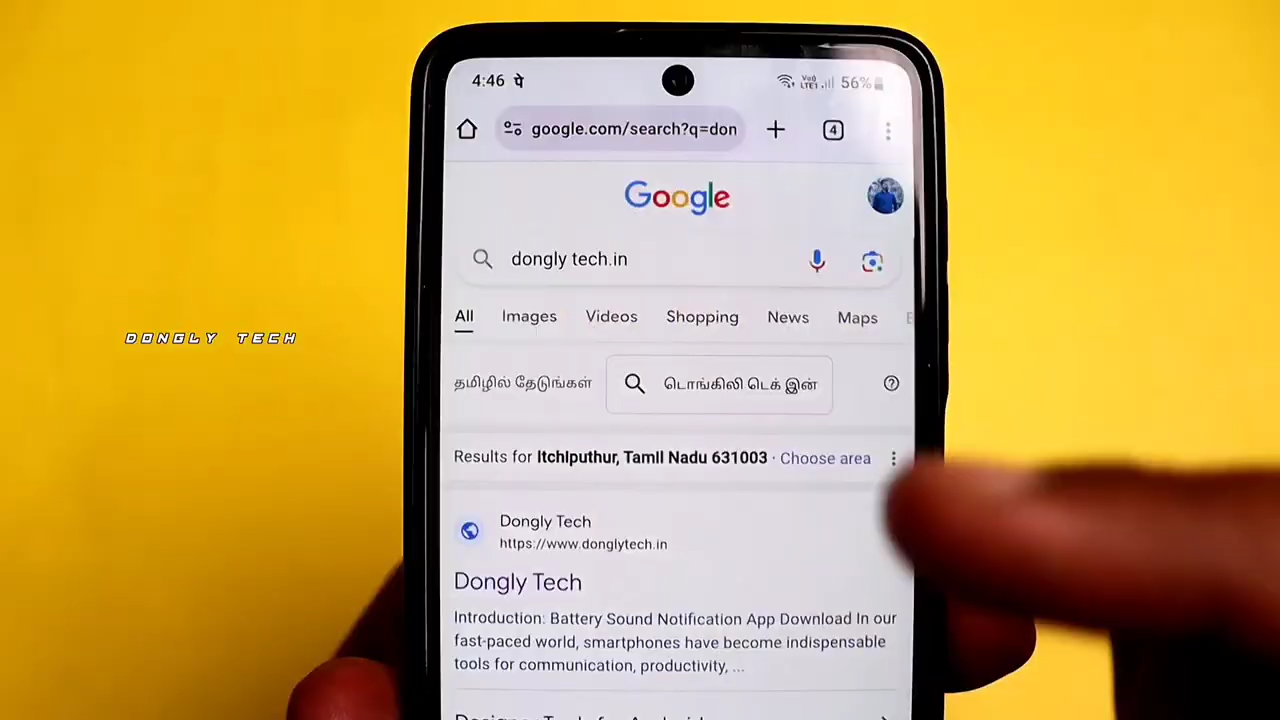 4:46 पे VoD LTE1 56%
google.com/search?q=don
4
Google
dongly tech.in
All Images Videos Shopping News Maps
தமிழில் தேடுங்கள் டொங்கிலி டெக் இன்
Results for Itchiputhur, Tamil Nadu 631003 · Choose area
Dongly Tech
https://www.donglytech.in
Dongly Tech
Introduction: Battery Sound Notification App Download In our
fast-paced world, smartphones have become indispensable
tools for communication, productivity, ...
DONGLY TECH